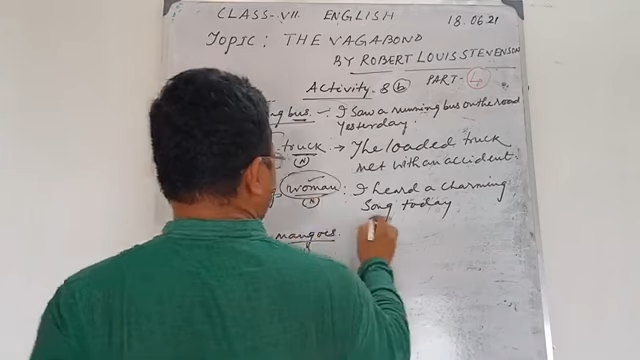 CLASS-VII ENGLISH 18.06.21
Topic: THE VAGABOND
BY ROBERT LOUIS STEVENSON
Activity. 8 b PART- 4
bus. - I saw a running bus on the road
yesterday.
truck → The loaded truck
(N) met with an accident.
woman : I heard a charming
(N) song today
mangoes.